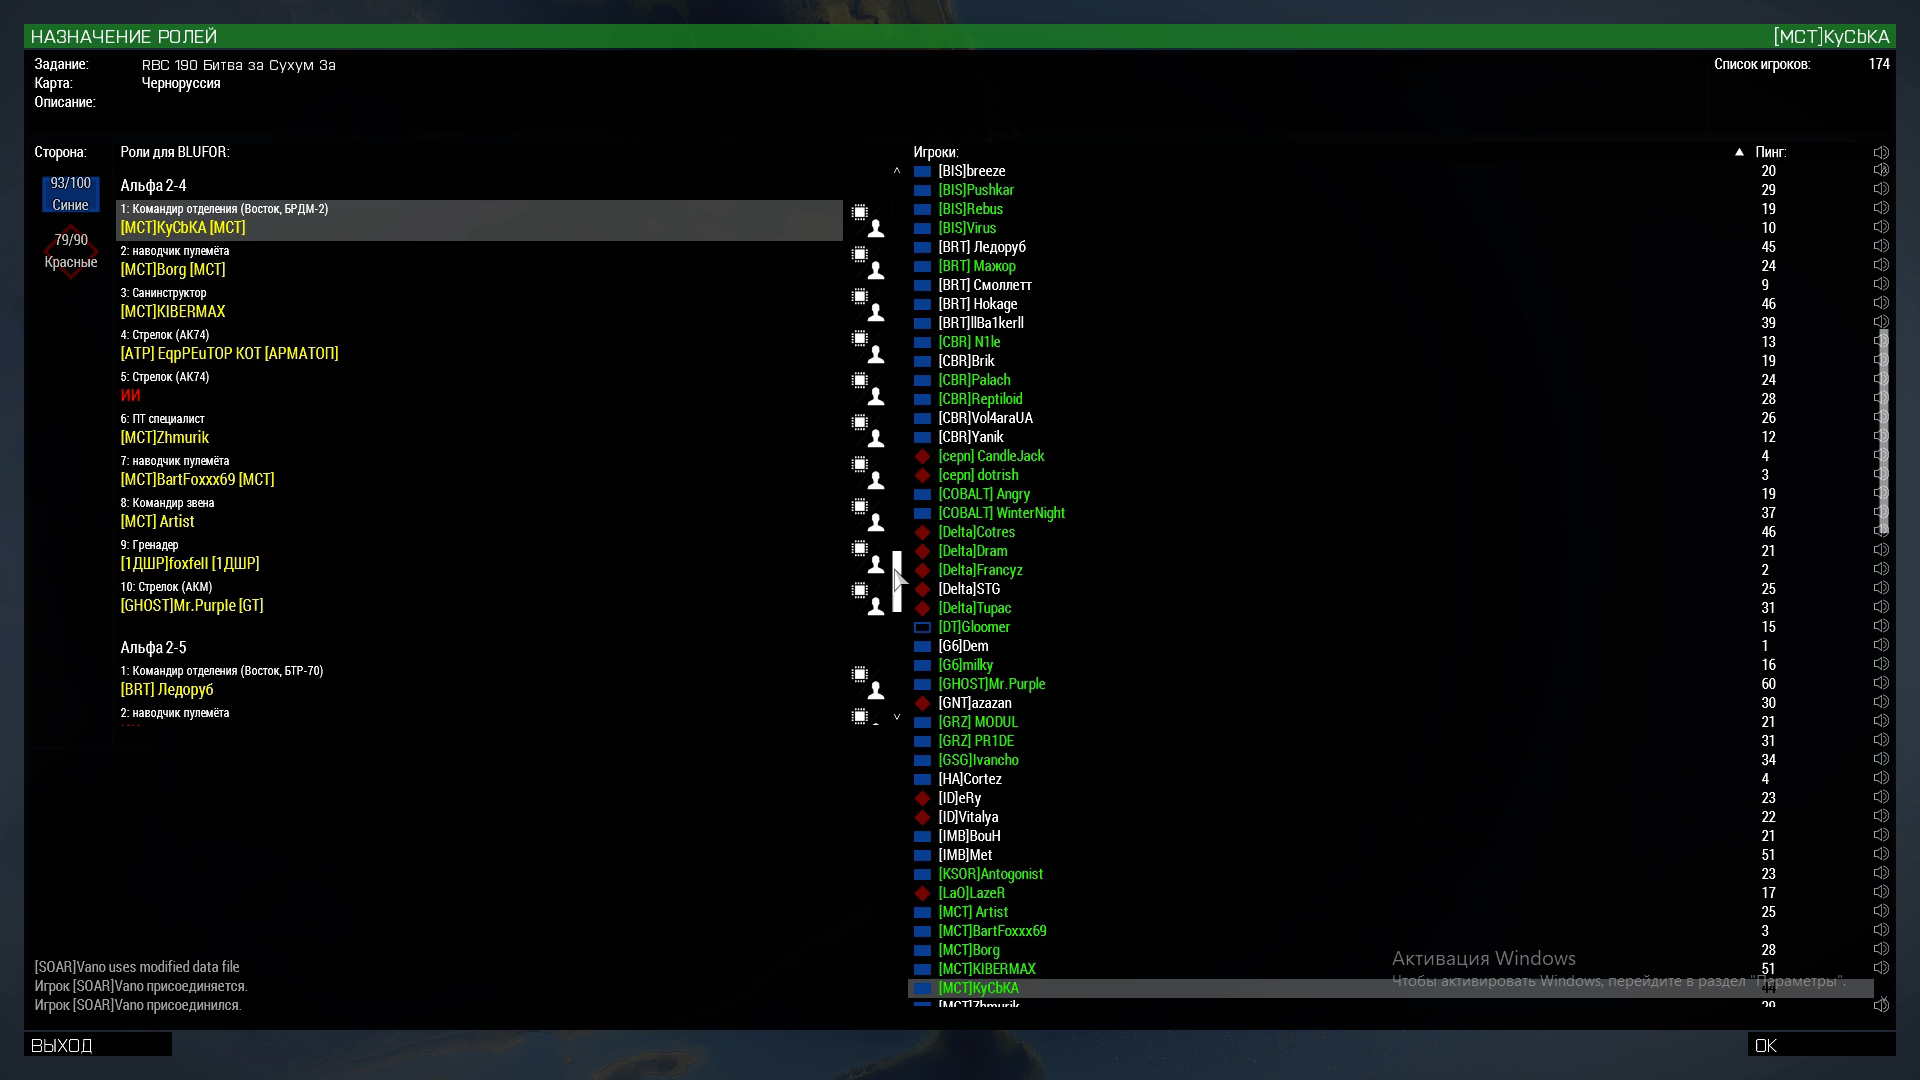 НАЗНАЧЕНИЕ РОЛЕЙ [MCT]KyCbKA
Задание: RBC 190 Битва за Сухум 3а
Список игроков: 174
Карта: Черноруссия
Описание:
Сторона: Роли для BLUFOR:
93/100
Синие
79/90
Красные
Альфа 2-4
1: Командир отделения (Восток, БРДМ-2)
[MCT]KyCbKA [MCT]
2: наводчик пулемёта
[MCT]Borg [MCT]
3: Санинструктор
[MCT]KIBERMAX
4: Стрелок (АК74)
[ATP] EqpPEuTOP KOT [АРМАТОП]
5: Стрелок (АК74)
ИИ
6: ПТ специалист
[MCT]Zhmurik
7: наводчик пулемёта
[MCT]BartFoxxx69 [MCT]
8: Командир звена
[MCT] Artist
9: Гренадер
[1ДШР]foxfell [1ДШР]
10: Стрелок (АКМ)
[GHOST]Mr.Purple [GT]
Альфа 2-5
1: Командир отделения (Восток, БТР-70)
[BRT] Ледоруб
2: наводчик пулемёта
Игроки: Пинг:
[BIS]breeze 20
[BIS]Pushkar 29
[BIS]Rebus 19
[BIS]Virus 10
[BRT] Ледоруб 45
[BRT] Мажор 24
[BRT] Смоллетт 9
[BRT] Hokage 46
[BRT]llBa1kerll 39
[CBR] N1le 13
[CBR]Brik 19
[CBR]Palach 24
[CBR]Reptiloid 28
[CBR]Vol4araUA 26
[CBR]Yanik 12
[cepn] CandleJack 4
[cepn] dotrish 3
[COBALT] Angry 19
[COBALT] WinterNight 37
[Delta]Cotres 46
[Delta]Dram 21
[Delta]Francyz 2
[Delta]STG 25
[Delta]Tupac 31
[DT]Gloomer 15
[G6]Dem 1
[G6]milky 16
[GHOST]Mr.Purple 60
[GNT]azazan 30
[GRZ] MODUL 21
[GRZ] PR1DE 31
[GSG]Ivancho 34
[HA]Cortez 4
[ID]eRy 23
[ID]Vitalya 22
[IMB]BouH 21
[IMB]Met 51
[KSOR]Antogonist 23
[LaO]LazeR 17
[MCT] Artist 25
[MCT]BartFoxxx69 3
[MCT]Borg 28
[MCT]KIBERMAX 51
[MCT]KyCbKA 44
[MCT]Zhmurik 29
Активация Windows
Чтобы активировать Windows, перейдите в раздел "Параметры".
[SOAR]Vano uses modified data file
Игрок [SOAR]Vano присоединяется.
Игрок [SOAR]Vano присоединился.
ВЫХОД OK